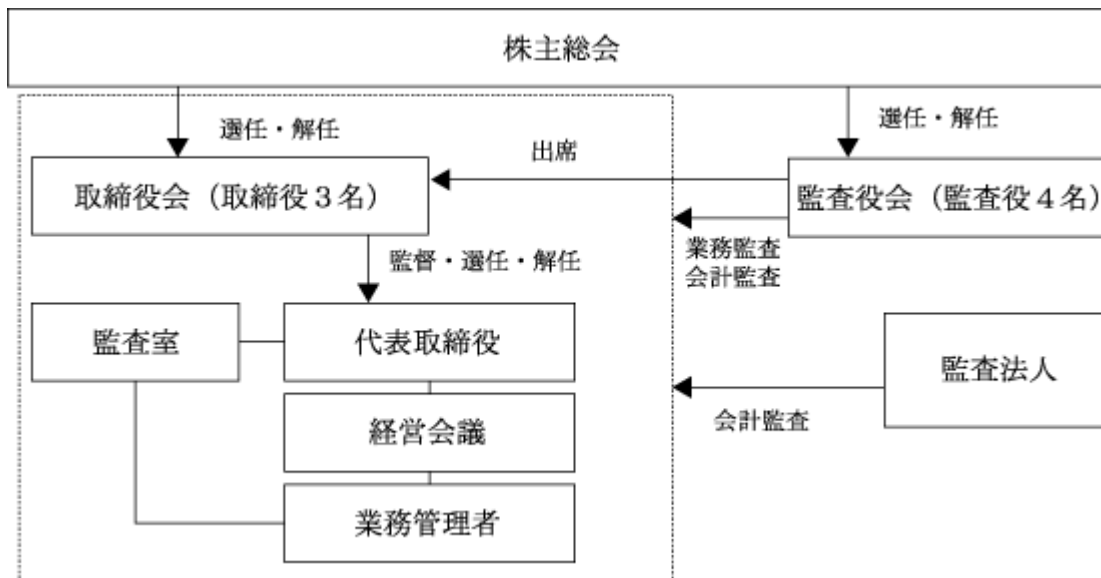 株主総会
選任・解任
選任・解任
出席
取締役会（取締役３名）
監査役会（監査役４名）
業務監査
会計監査
監督・選任・解任
監査室
代表取締役
監査法人
会計監査
経営会議
業務管理者